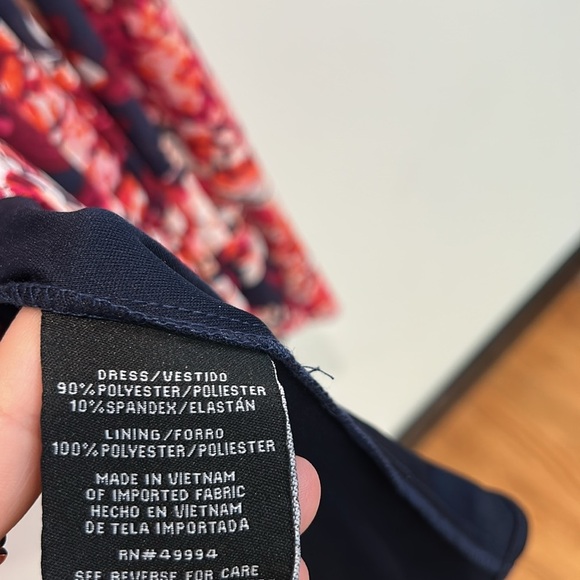 DRESS/VESTIDO
90%POLYESTER/POLIESTER
10%SPANDEX/ELASTÁN
LINING/FORRO
100%POLYESTER/POLIESTER
MADE IN VIETNAM
OF IMPORTED FABRIC
HECHO EN VIETNAM
DE TELA IMPORTADA
RN#49994
SEE REVERSE FOR CARE